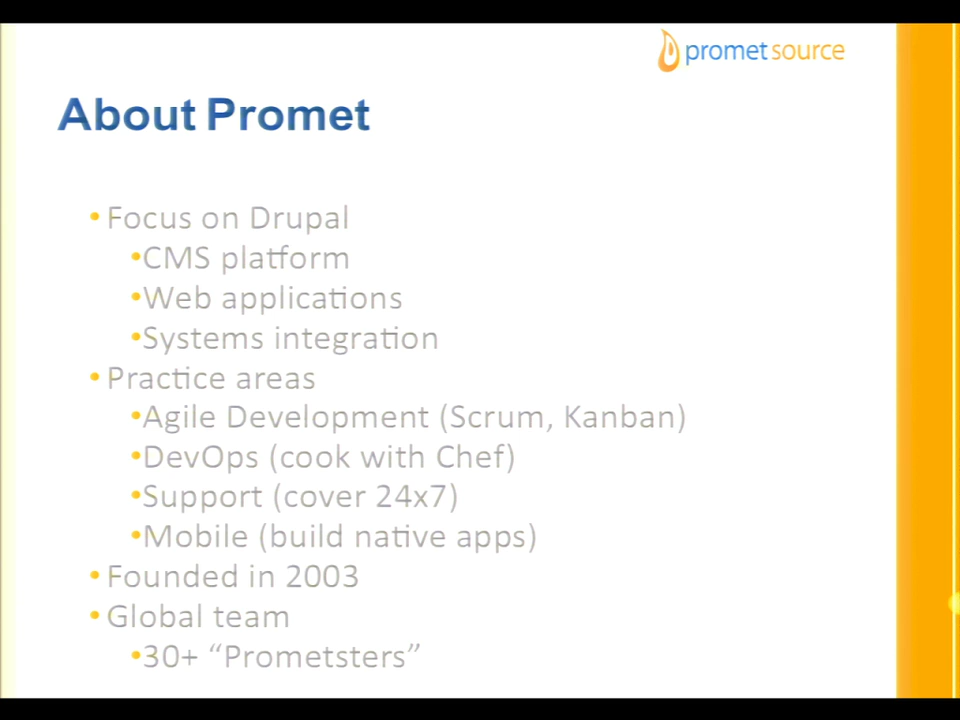 promet source
About Promet
• Focus on Drupal
•CMS platform
•Web applications
•Systems integration
• Practice areas
•Agile Development (Scrum, Kanban)
•DevOps (cook with Chef)
•Support (cover 24x7)
•Mobile (build native apps)
• Founded in 2003
• Global team
•30+ “Prometsters”